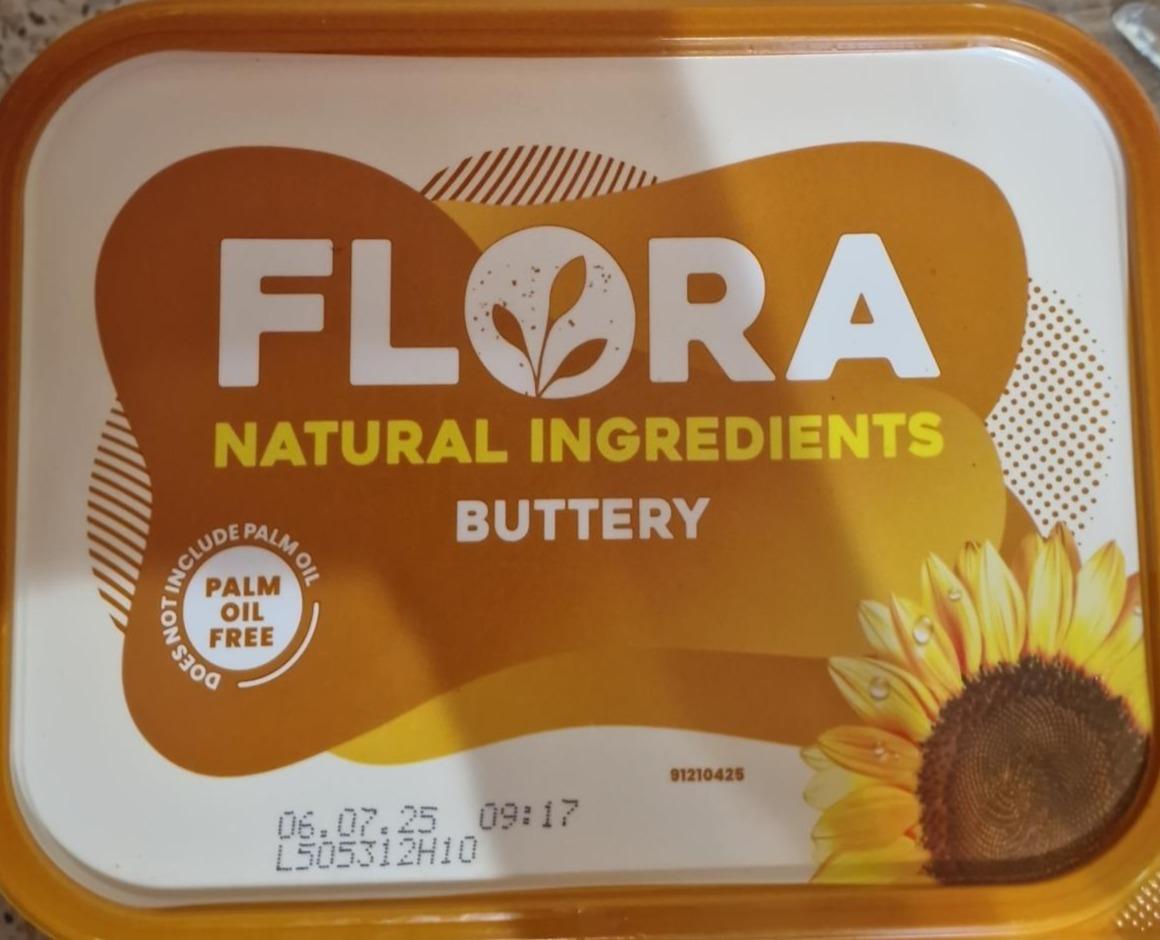 FLORA
NATURAL INGREDIENTS
BUTTERY
DOES NOT INCLUDE PALM OIL
PALM
OIL
FREE
91210425
06.07.25 09:17
L505312H10